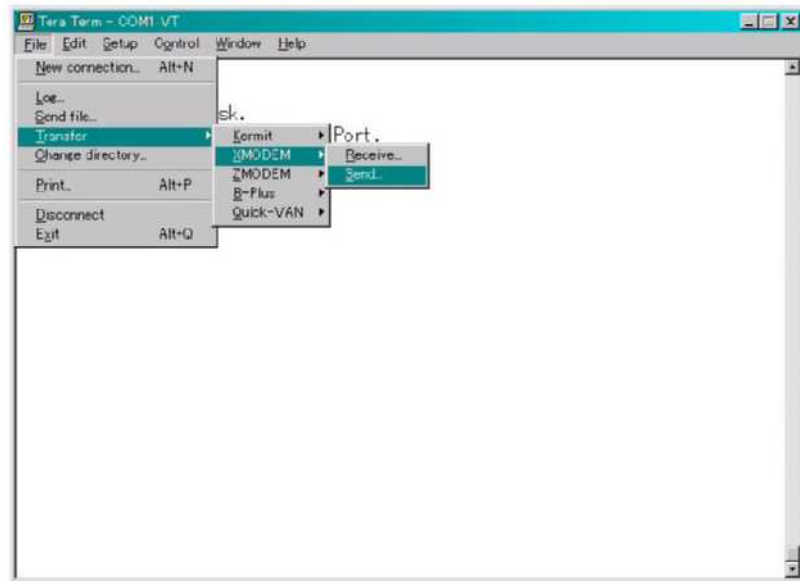 Tera Term - COM1 VT
File Edit Setup Control Window Help
New connection... Alt+N
Log...
Send file...
Transfer
Change directory...
Print... Alt+P
Disconnect
Exit Alt+Q
sk.
Port.
Kermit
XMODEM
ZMODEM
B-Plus
Quick-VAN
Receive...
Send...